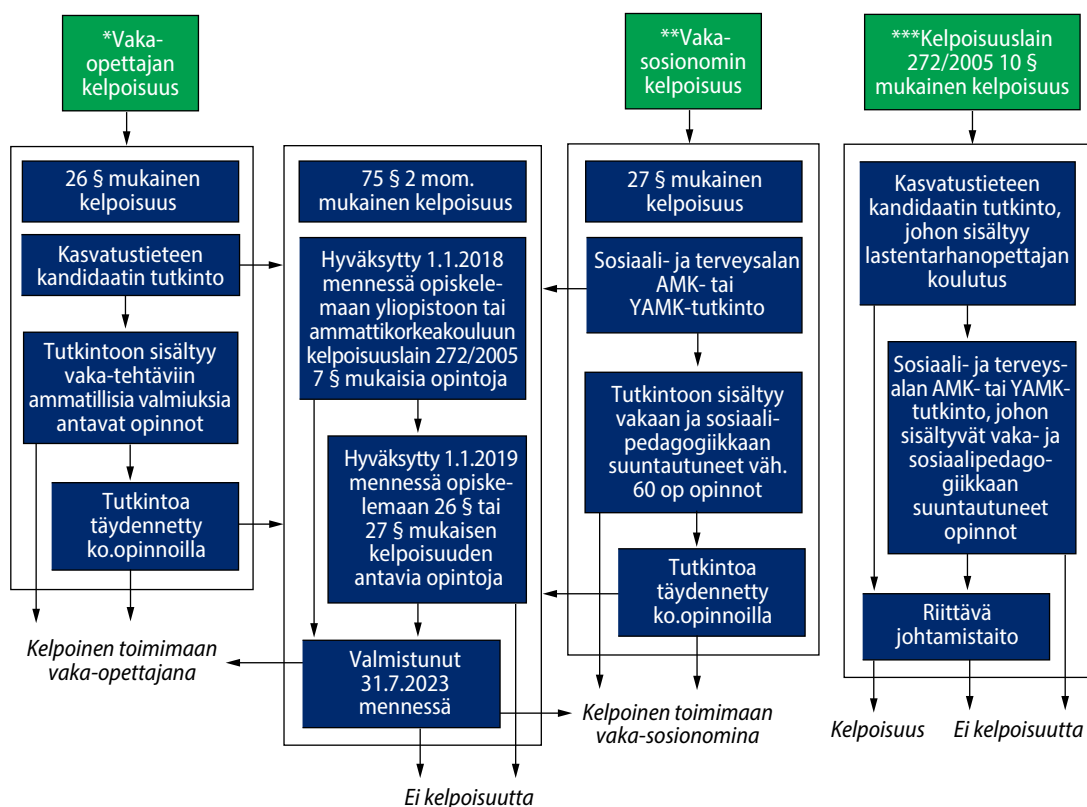 *Vaka-
opettajan
kelpoisuus
**Vaka-
sosionomin
kelpoisuus
***Kelpoisuuslain
272/2005 10 §
mukainen kelpoisuus
26 § mukainen
kelpoisuus
Kasvatustieteen
kandidaatin tutkinto
Tutkintoon sisältyy
vaka-tehtäviin
ammatillisia valmiuksia
antavat opinnot
Tutkintoa
täydennetty
ko.opinnoilla
Kelpoinen toimimaan
vaka-opettajana
75 § 2 mom.
mukainen kelpoisuus
Hyväksytty 1.1.2018
mennessä opiskele-
maan yliopistoon tai
ammattikorkeakouluun
kelpoisuuslain 272/2005
7 § mukaisia opintoja
Hyväksytty 1.1.2019
mennessä opiske-
lemaan 26 § tai
27 § mukaisen
kelpoisuuden
antavia opintoja
Valmistunut
31.7.2023
mennessä
Ei kelpoisuutta
27 § mukainen
kelpoisuus
Sosiaali- ja terveysalan
AMK- tai
YAMK-tutkinto
Tutkintoon sisältyy
vakaan ja sosiaali-
pedagogiikkaan
suuntautuneet väh.
60 op opinnot
Tutkintoa
täydennetty
ko.opinnoilla
Kelpoinen toimimaan
vaka-sosionomina
Kasvatustieteen
kandidaatin tutkinto,
johon sisältyy
lastentarhanopettajan
koulutus
Sosiaali- ja terveys-
alan AMK- tai YAMK-
tutkinto, johon
sisältyvät vaka- ja
sosiaalipedago-
giikkaan
suuntautuneet
opinnot
Riittävä
johtamistaito
Kelpoisuus
Ei kelpoisuutta